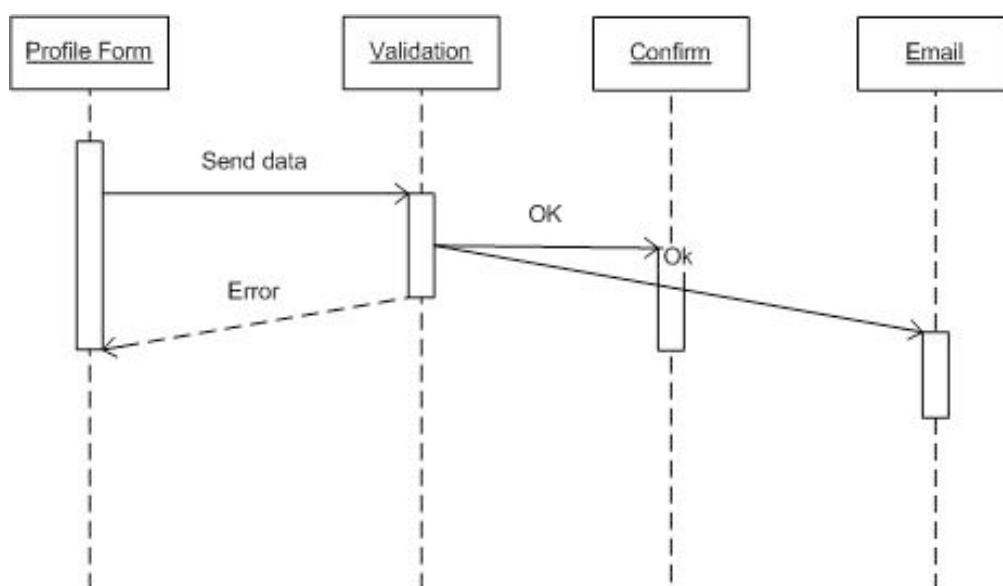 Profile Form
Validation
Confirm
Email
Send data
OK
Ok
Error